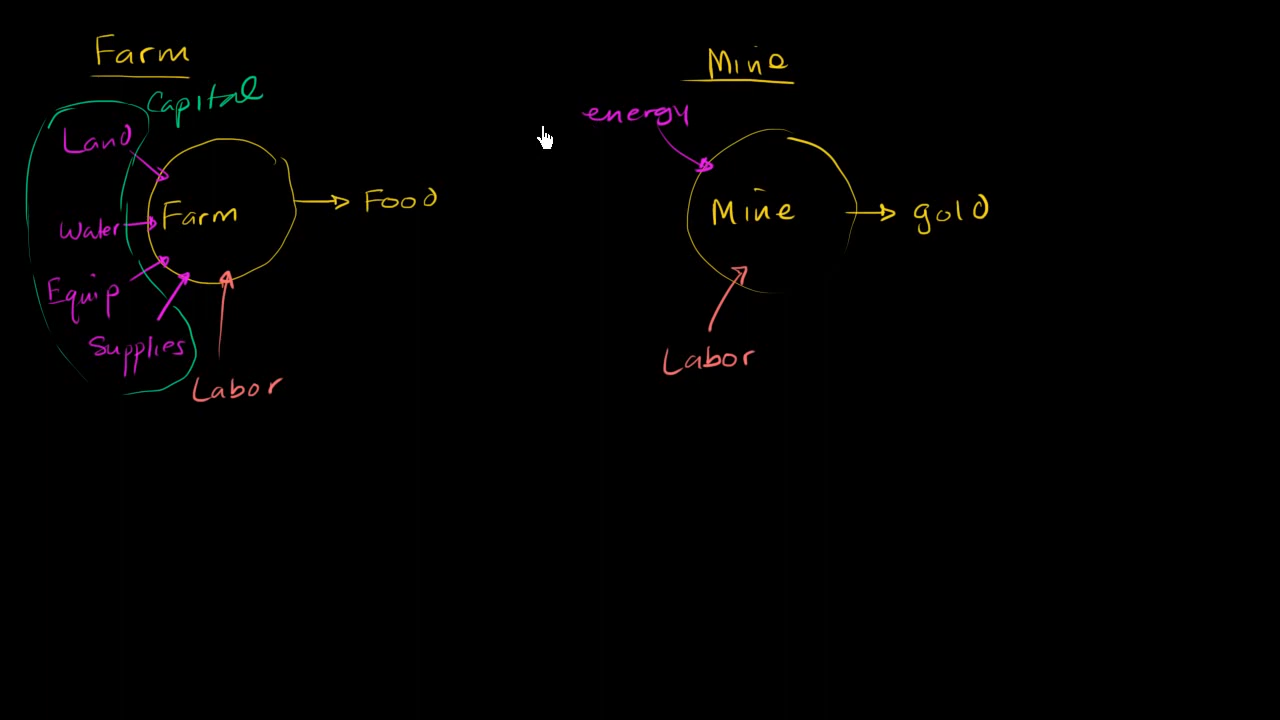 Farm
Capital
Land
Water
Equip
Supplies
Labor
Farm
Food
Mine
energy
Mine
gold
Labor